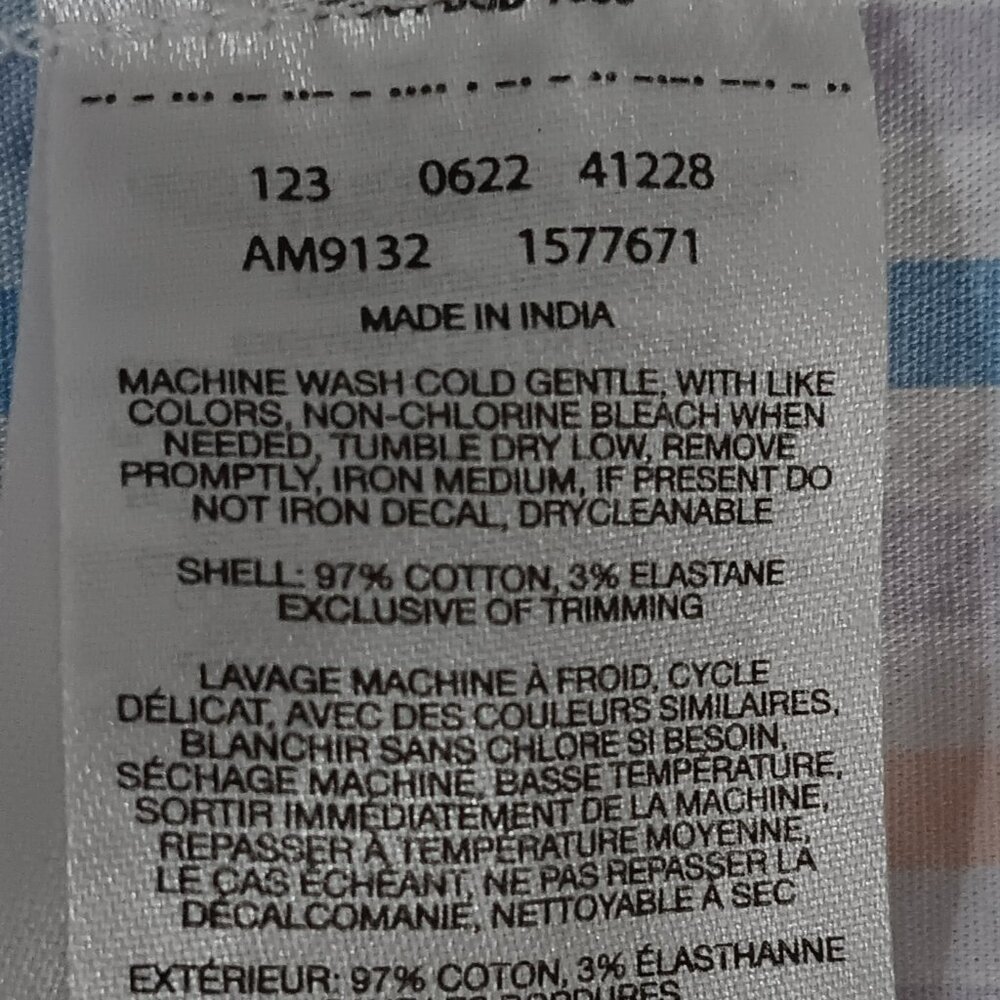 123 0622 41228
AM9132 1577671
MADE IN INDIA
MACHINE WASH COLD GENTLE, WITH LIKE
COLORS, NON-CHLORINE BLEACH WHEN
NEEDED, TUMBLE DRY LOW, REMOVE
PROMPTLY, IRON MEDIUM, IF PRESENT DO
NOT IRON DECAL, DRYCLEANABLE
SHELL: 97% COTTON, 3% ELASTANE
EXCLUSIVE OF TRIMMING
LAVAGE MACHINE À FROID, CYCLE
DÉLICAT, AVEC DES COULEURS SIMILAIRES,
BLANCHIR SANS CHLORE SI BESOIN,
SÉCHAGE MACHINE, BASSE TEMPÉRATURE,
SORTIR IMMÉDIATEMENT DE LA MACHINE,
REPASSER À TEMPÉRATURE MOYENNE,
LE CAS ÉCHÉANT, NE PAS REPASSER LA
DÉCALCOMANIE, NETTOYABLE À SEC
EXTÉRIEUR: 97% COTON, 3% ÉLASTHANNE